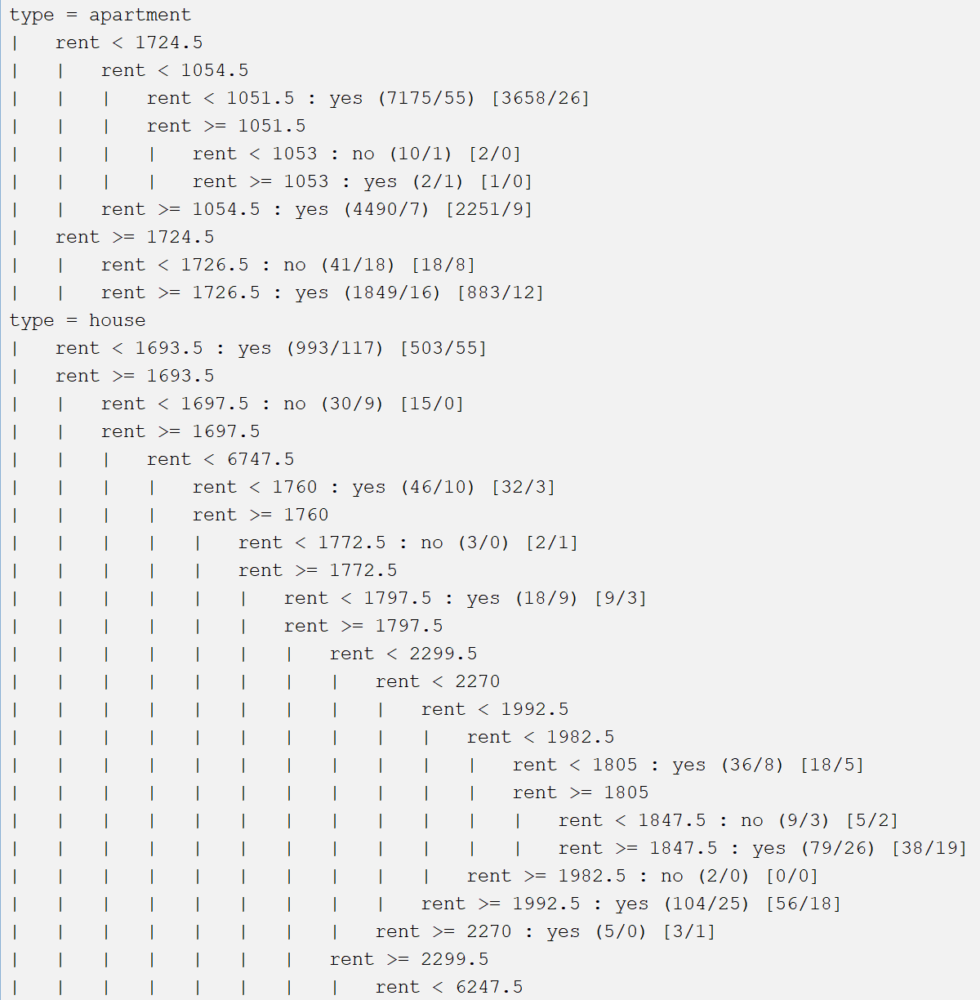 type = apartment
|   rent < 1724.5
|   |   rent < 1054.5
|   |   |   rent < 1051.5 : yes (7175/55) [3658/26]
|   |   |   rent >= 1051.5
|   |   |   |   rent < 1053 : no (10/1) [2/0]
|   |   |   |   rent >= 1053 : yes (2/1) [1/0]
|   |   rent >= 1054.5 : yes (4490/7) [2251/9]
|   rent >= 1724.5
|   |   rent < 1726.5 : no (41/18) [18/8]
|   |   rent >= 1726.5 : yes (1849/16) [883/12]
type = house
|   rent < 1693.5 : yes (993/117) [503/55]
|   rent >= 1693.5
|   |   rent < 1697.5 : no (30/9) [15/0]
|   |   rent >= 1697.5
|   |   |   rent < 6747.5
|   |   |   |   rent < 1760 : yes (46/10) [32/3]
|   |   |   |   rent >= 1760
|   |   |   |   |   rent < 1772.5 : no (3/0) [2/1]
|   |   |   |   |   rent >= 1772.5
|   |   |   |   |   |   rent < 1797.5 : yes (18/9) [9/3]
|   |   |   |   |   |   rent >= 1797.5
|   |   |   |   |   |   |   rent < 2299.5
|   |   |   |   |   |   |   |   rent < 2270
|   |   |   |   |   |   |   |   |   rent < 1992.5
|   |   |   |   |   |   |   |   |   |   rent < 1982.5
|   |   |   |   |   |   |   |   |   |   |   rent < 1805 : yes (36/8) [18/5]
|   |   |   |   |   |   |   |   |   |   |   rent >= 1805
|   |   |   |   |   |   |   |   |   |   |   |   rent < 1847.5 : no (9/3) [5/2]
|   |   |   |   |   |   |   |   |   |   |   |   rent >= 1847.5 : yes (79/26) [38/19]
|   |   |   |   |   |   |   |   |   |   rent >= 1982.5 : no (2/0) [0/0]
|   |   |   |   |   |   |   |   |   rent >= 1992.5 : yes (104/25) [56/18]
|   |   |   |   |   |   |   |   rent >= 2270 : yes (5/0) [3/1]
|   |   |   |   |   |   |   rent >= 2299.5
|   |   |   |   |   |   |   |   rent < 6247.5